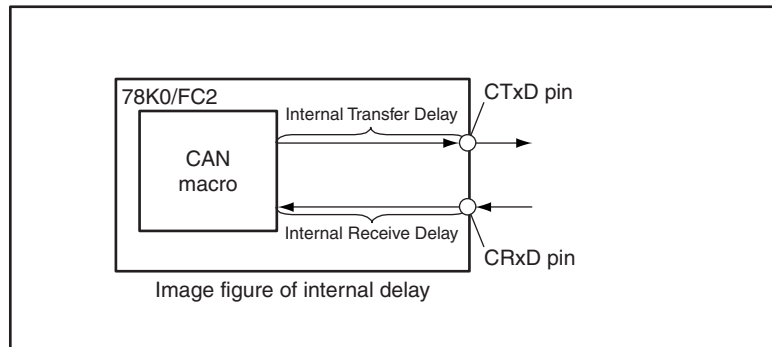 78K0/FC2
CTxD pin
Internal Transfer Delay
CAN
macro
Internal Receive Delay
CRxD pin
Image figure of internal delay